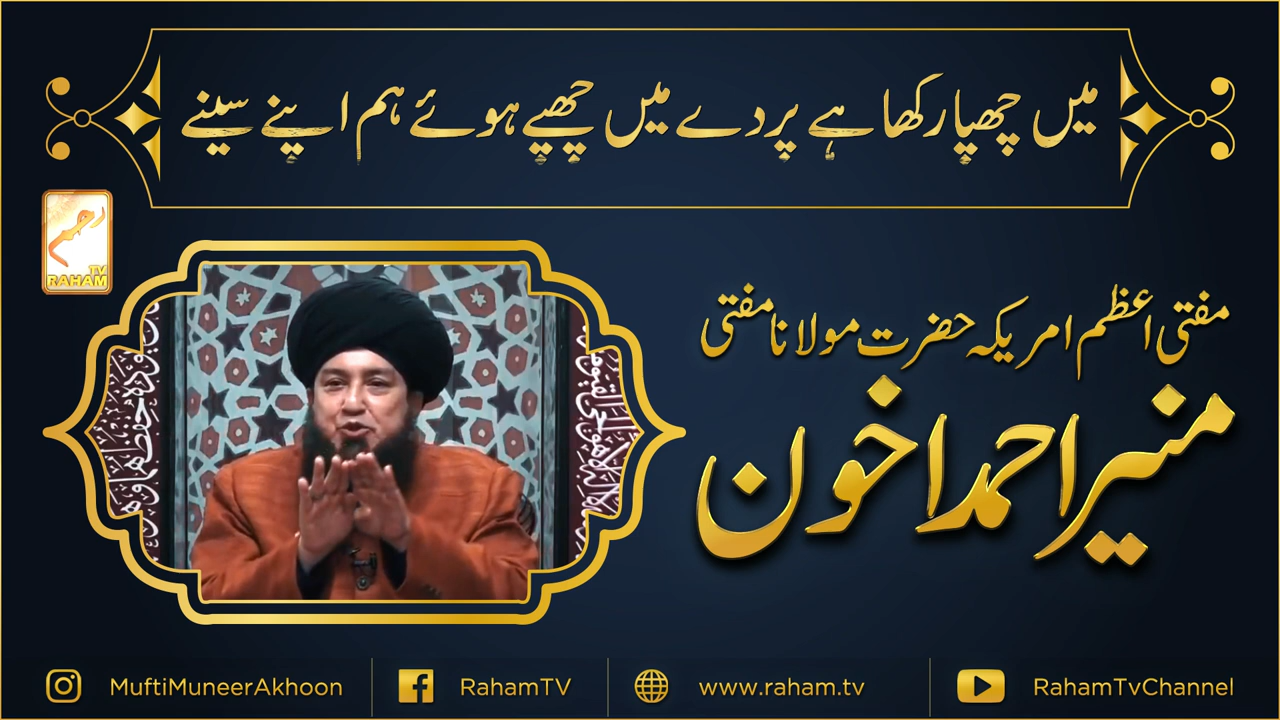 میں چھپا رکھا ہے پردے میں چھپے ہوئے ہم اپنے سینے
رحم
RAHAM TV
مفتی اعظم امریکہ حضرت مولانا مفتی
منیر احمد اخون
MuftiMuneerAkhoon
RahamTV
www.raham.tv
RahamTvChannel